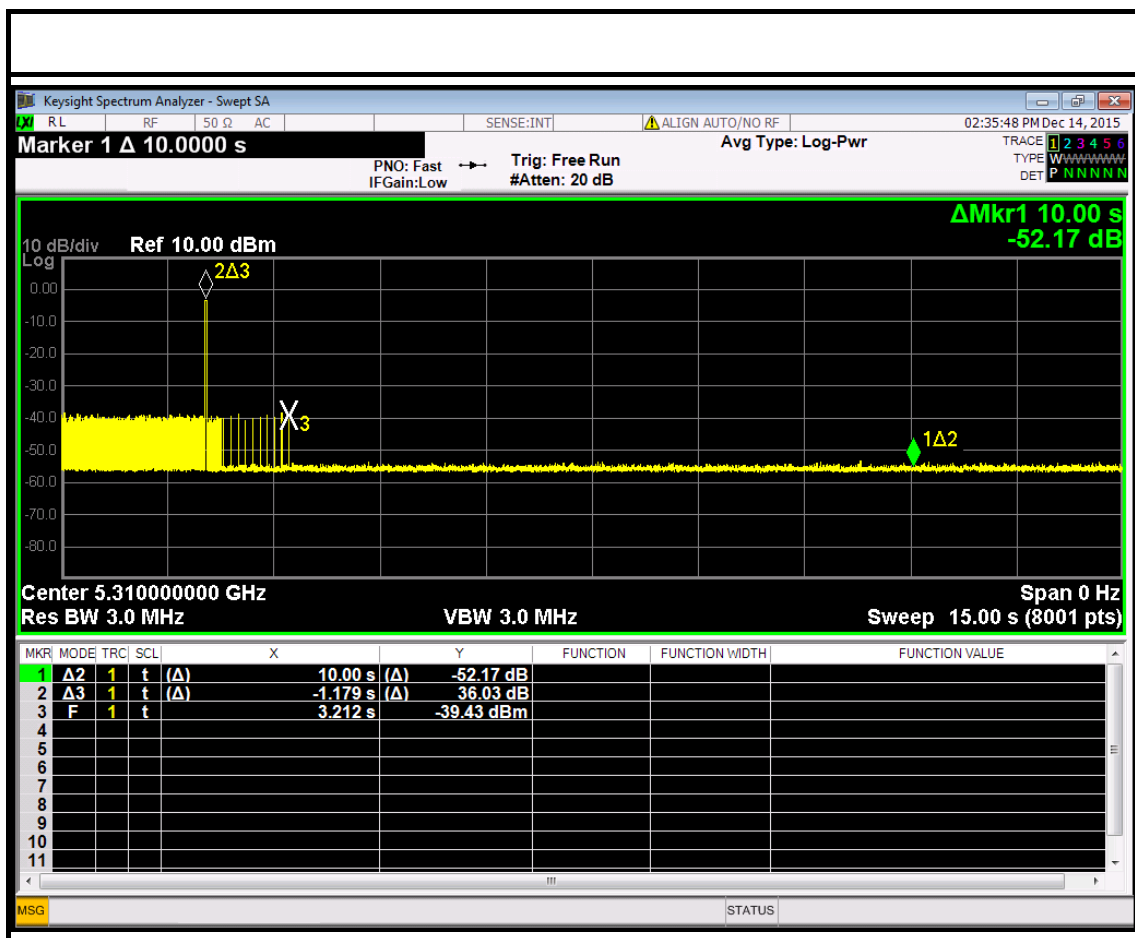 Keysight Spectrum Analyzer - Swept SA
LXI RL RF 50 Ω AC SENSE:INT ALIGN AUTO/NO RF 02:35:48 PM Dec 14, 2015
Marker 1 Δ 10.0000 s
PNO: Fast
IFGain:Low
Trig: Free Run
#Atten: 20 dB
Avg Type: Log-Pwr
TRACE 1 2 3 4 5 6
TYPE WWWWWW
DET P N N N N N
ΔMkr1 10.00 s
-52.17 dB
10 dB/div
Log
Ref 10.00 dBm
2Δ3
0.00
-10.0
-20.0
-30.0
-40.0
3
-50.0
1Δ2
-60.0
-70.0
-80.0
Center 5.310000000 GHz
Span 0 Hz
Res BW 3.0 MHz
VBW 3.0 MHz
Sweep 15.00 s (8001 pts)
MKR MODE TRC SCL X Y FUNCTION FUNCTION WIDTH FUNCTION VALUE
1 Δ2 1 t (Δ) 10.00 s (Δ) -52.17 dB
2 Δ3 1 t (Δ) -1.179 s (Δ) 36.03 dB
3 F 1 t 3.212 s -39.43 dBm
4
5
6
7
8
9
10
11
MSG
STATUS